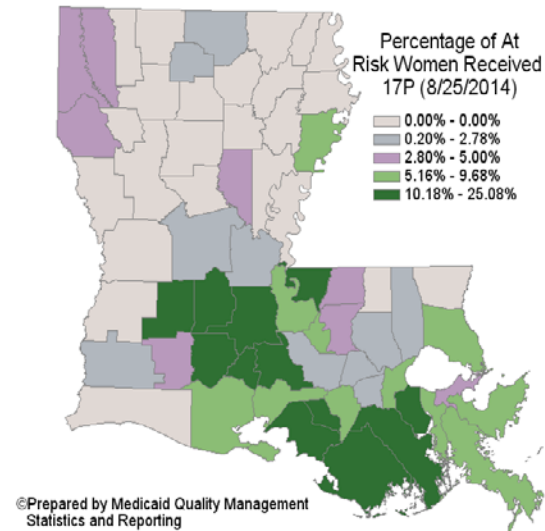 Percentage of At
Risk Women Received
17P (8/25/2014)
0.00% - 0.00%
0.20% - 2.78%
2.80% - 5.00%
5.16% - 9.68%
10.18% - 25.08%
©Prepared by Medicaid Quality Management
Statistics and Reporting